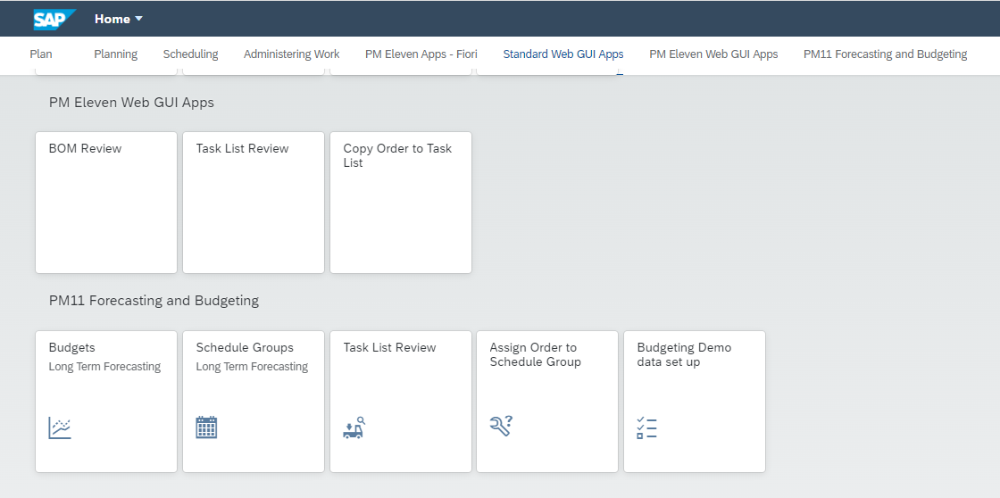 SAP Home
Plan Planning Scheduling Administering Work PM Eleven Apps - Fiori Standard Web GUI Apps PM Eleven Web GUI Apps PM11 Forecasting and Budgeting
PM Eleven Web GUI Apps
BOM Review
Task List Review
Copy Order to Task
List
PM11 Forecasting and Budgeting
Budgets
Long Term Forecasting
Schedule Groups
Long Term Forecasting
Task List Review
Assign Order to
Schedule Group
?
Budgeting Demo
data set up